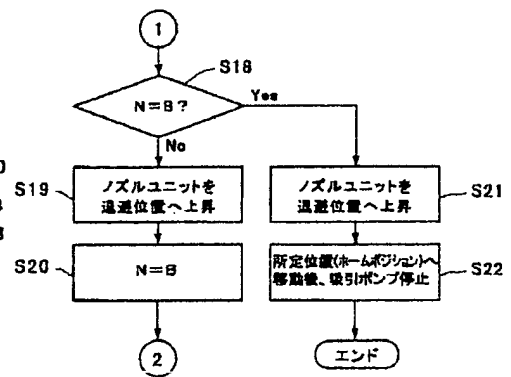 1
S18
N=B?
Yes
No
S19
ノズルユニットを
退避位置へ上昇
ノズルユニットを
退避位置へ上昇
S21
S20
N=B
所定位置(ホームポジション)へ
移動後、吸引ポンプ停止
S22
2
エンド